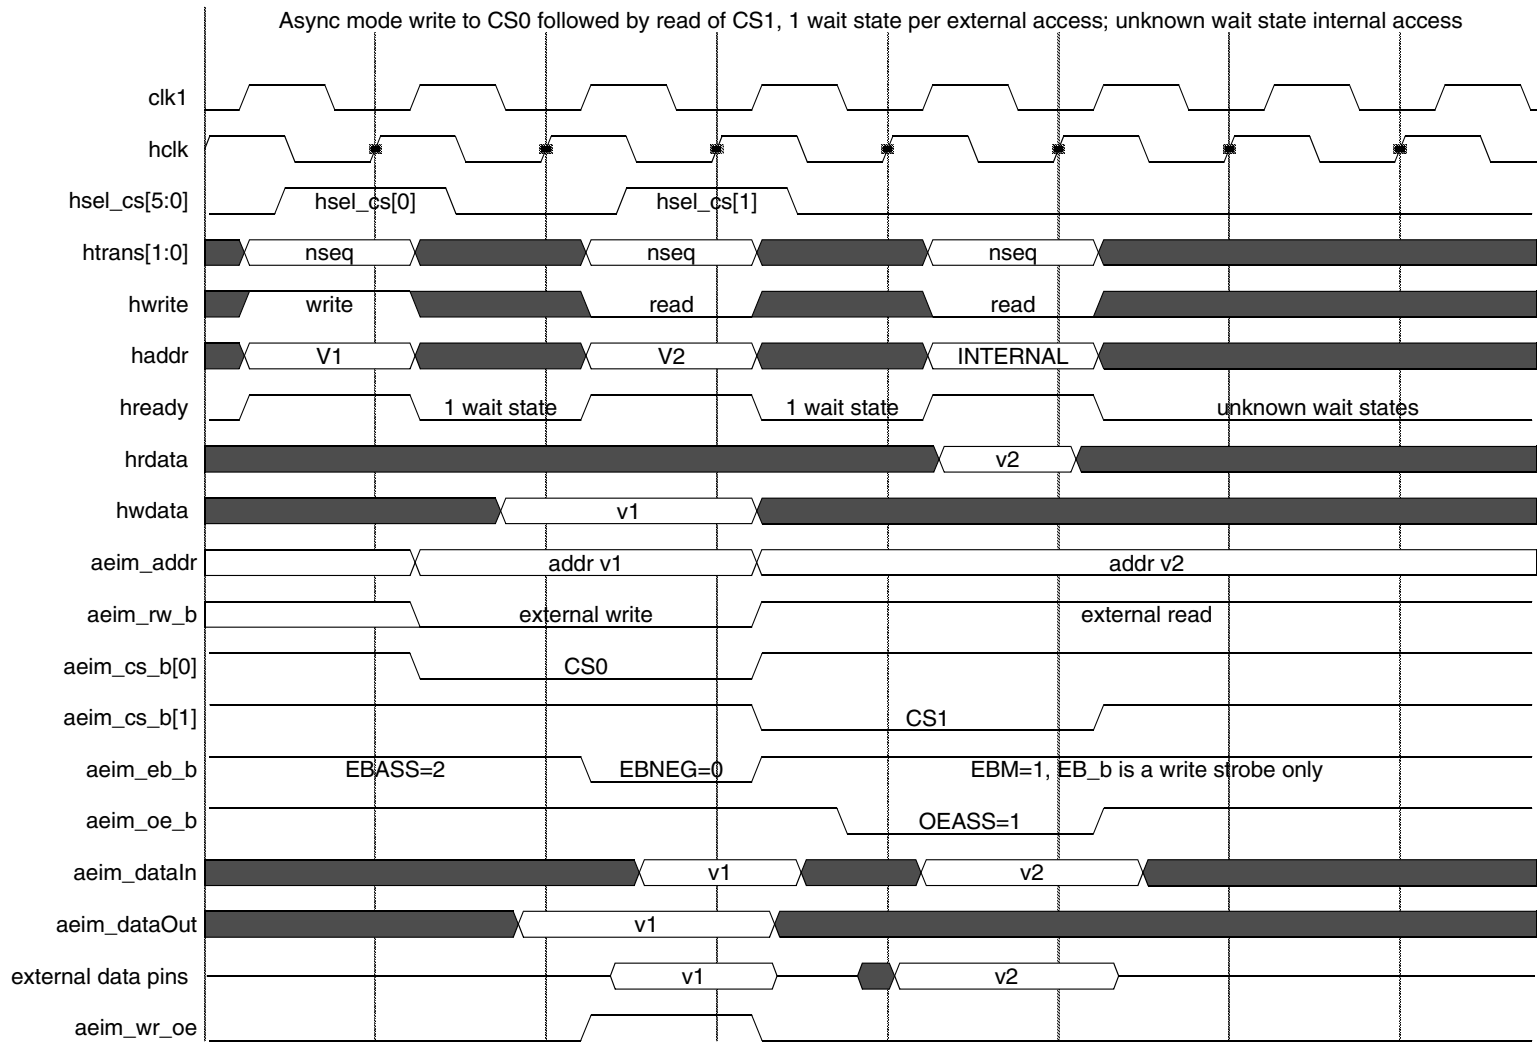 Async mode write to CS0 followed by read of CS1, 1 wait state per external access; unknown wait state internal access
clk1
hclk
hsel_cs[5:0] hsel_cs[0] hsel_cs[1]
htrans[1:0] nseq nseq nseq
hwrite write read read
haddr V1 V2 INTERNAL
hready 1 wait state 1 wait state unknown wait states
hrdata v2
hwdata v1
aeim_addr addr v1 addr v2
aeim_rw_b external write external read
aeim_cs_b[0] CS0
aeim_cs_b[1] CS1
aeim_eb_b EBASS=2 EBNEG=0 EBM=1, EB_b is a write strobe only
aeim_oe_b OEASS=1
aeim_dataIn v1 v2
aeim_dataOut v1
external data pins v1 v2
aeim_wr_oe